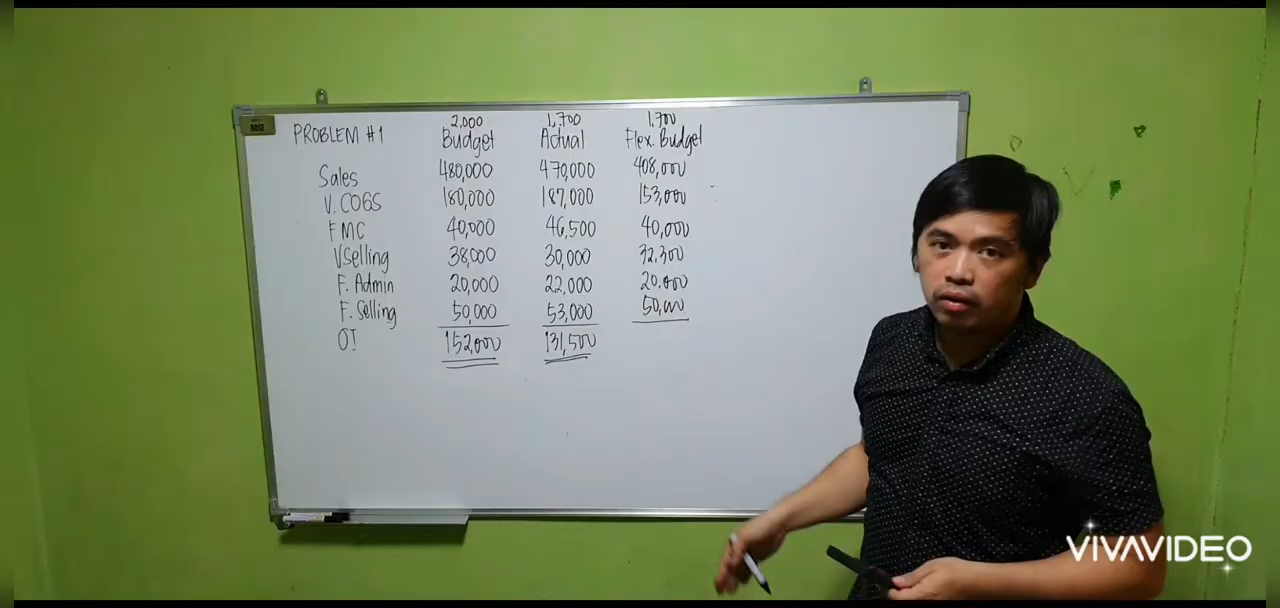 2,000 1,700 1,700
PROBLEM #1 Budget Actual Flex. Budget
Sales 480,000 470,000 408,000
V. COGS 180,000 187,000 153,000
FMC 40,000 46,500 40,000
V Selling 38,000 30,000 32,300
F. Admin 20,000 22,000 20,000
F. Selling 50,000 53,000 50,000
OI 152,000 131,500
ROSE
VIVAVIDEO